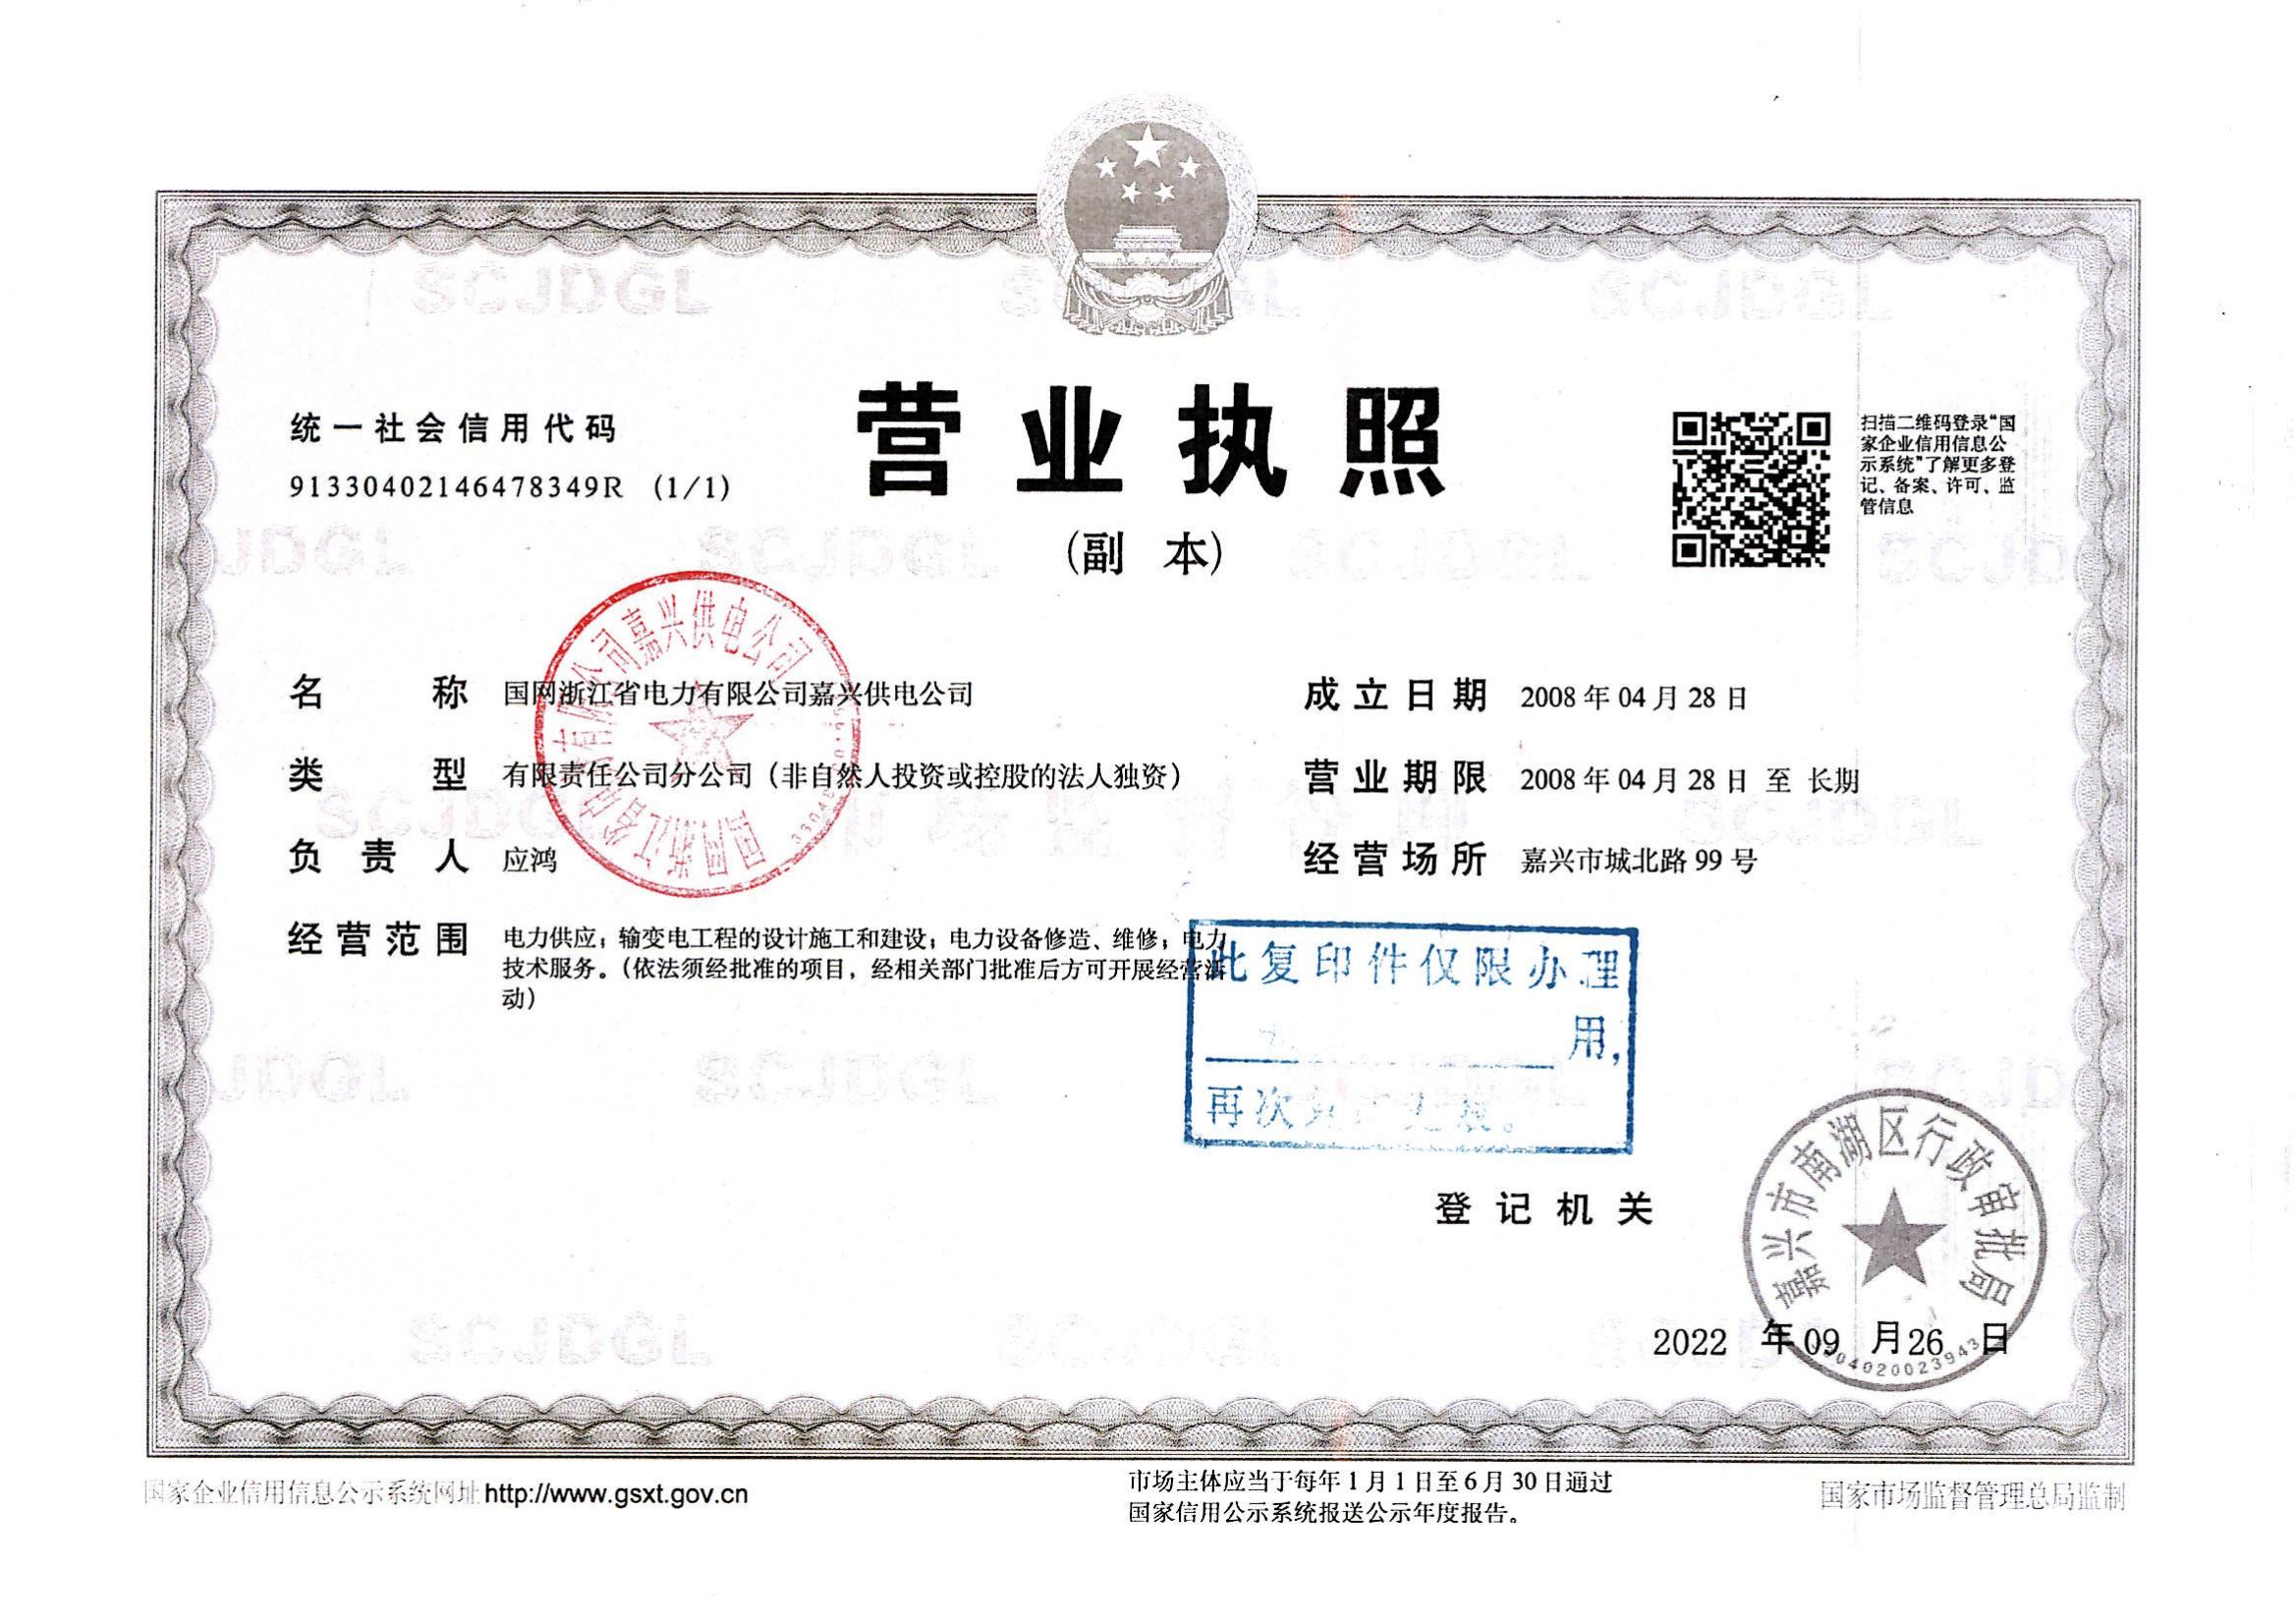 营业执照
(副 本)
统一社会信用代码
91330402146478349R (1/1)
扫描二维码登录“国
家企业信用信息公
示系统”了解更多登
记、备案、许可、监
管信息
名称 国网浙江省电力有限公司嘉兴供电公司
类型 有限责任公司分公司（非自然人投资或控股的法人独资）
负责人 应鸿
经营范围 电力供应；输变电工程的设计施工和建设；电力设备修造、维修；电力
技术服务。（依法须经批准的项目，经相关部门批准后方可开展经营活
动）
成立日期 2008年04月28日
营业期限 2008年04月28日 至 长期
经营场所 嘉兴市城北路99号
国网浙江省电力有限公司嘉兴供电公司
此复印件仅限办理
用，
再次
登记机关
嘉兴市南湖区行政审批局
2022 年09 月26 日
国家企业信用信息公示系统网址http://www.gsxt.gov.cn
市场主体应当于每年1月1日至6月30日通过
国家信用公示系统报送公示年度报告。
国家市场监督管理总局监制
SCJDGL